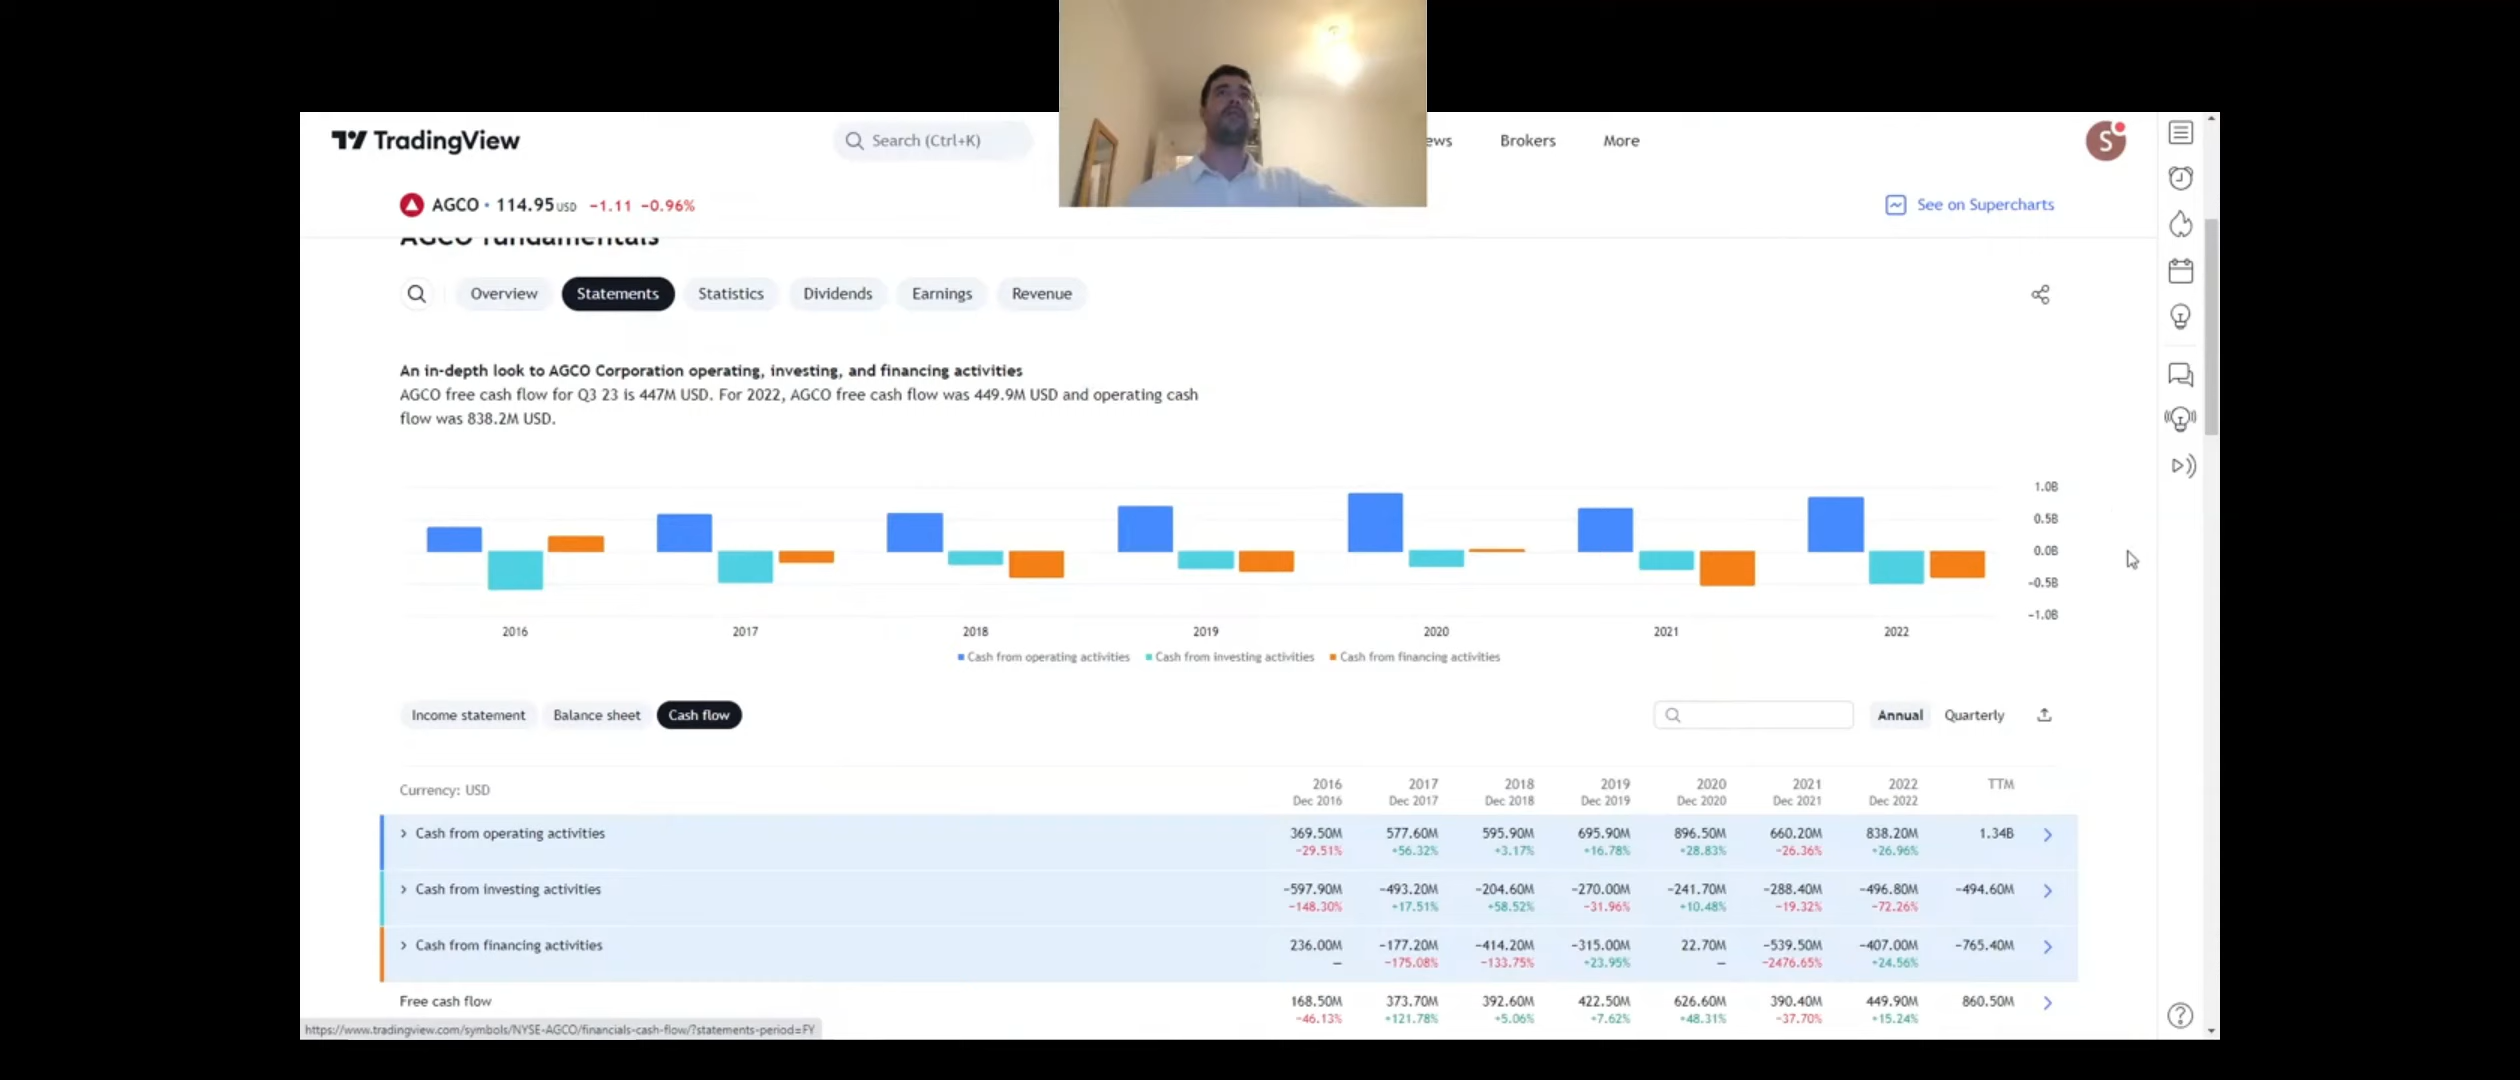 TradingView
Search (Ctrl+K)
ews
Brokers
More
S
AGCO • 114.95 USD −1.11 −0.96%
See on Supercharts
AGCO fundamentals
Overview
Statements
Statistics
Dividends
Earnings
Revenue
An in-depth look to AGCO Corporation operating, investing, and financing activities
AGCO free cash flow for Q3 23 is 447M USD. For 2022, AGCO free cash flow was 449.9M USD and operating cash
flow was 838.2M USD.
1.0B
0.5B
0.0B
−0.5B
−1.0B
2016 2017 2018 2019 2020 2021 2022
Cash from operating activities Cash from investing activities Cash from financing activities
Income statement
Balance sheet
Cash flow
Annual
Quarterly
Currency: USD
2016 2017 2018 2019 2020 2021 2022 TTM
Dec 2016 Dec 2017 Dec 2018 Dec 2019 Dec 2020 Dec 2021 Dec 2022
Cash from operating activities 369.50M 577.60M 595.90M 695.90M 896.50M 660.20M 838.20M 1.34B
−29.51% +56.32% +3.17% +16.78% +28.83% −26.36% +26.96%
Cash from investing activities −597.90M −493.20M −204.60M −270.00M −241.70M −288.40M −496.80M −494.60M
−148.30% +17.51% +58.52% −31.96% +10.48% −19.32% −72.26%
Cash from financing activities 236.00M −177.20M −414.20M −315.00M 22.70M −539.50M −407.00M −765.40M
— −175.08% −133.75% +23.95% — −2476.65% +24.56%
Free cash flow 168.50M 373.70M 392.60M 422.50M 626.60M 390.40M 449.90M 860.50M
−46.13% +121.78% +5.06% +7.62% +48.31% −37.70% +15.24%
https://www.tradingview.com/symbols/NYSE-AGCO/financials-cash-flow/?statements-period=FY